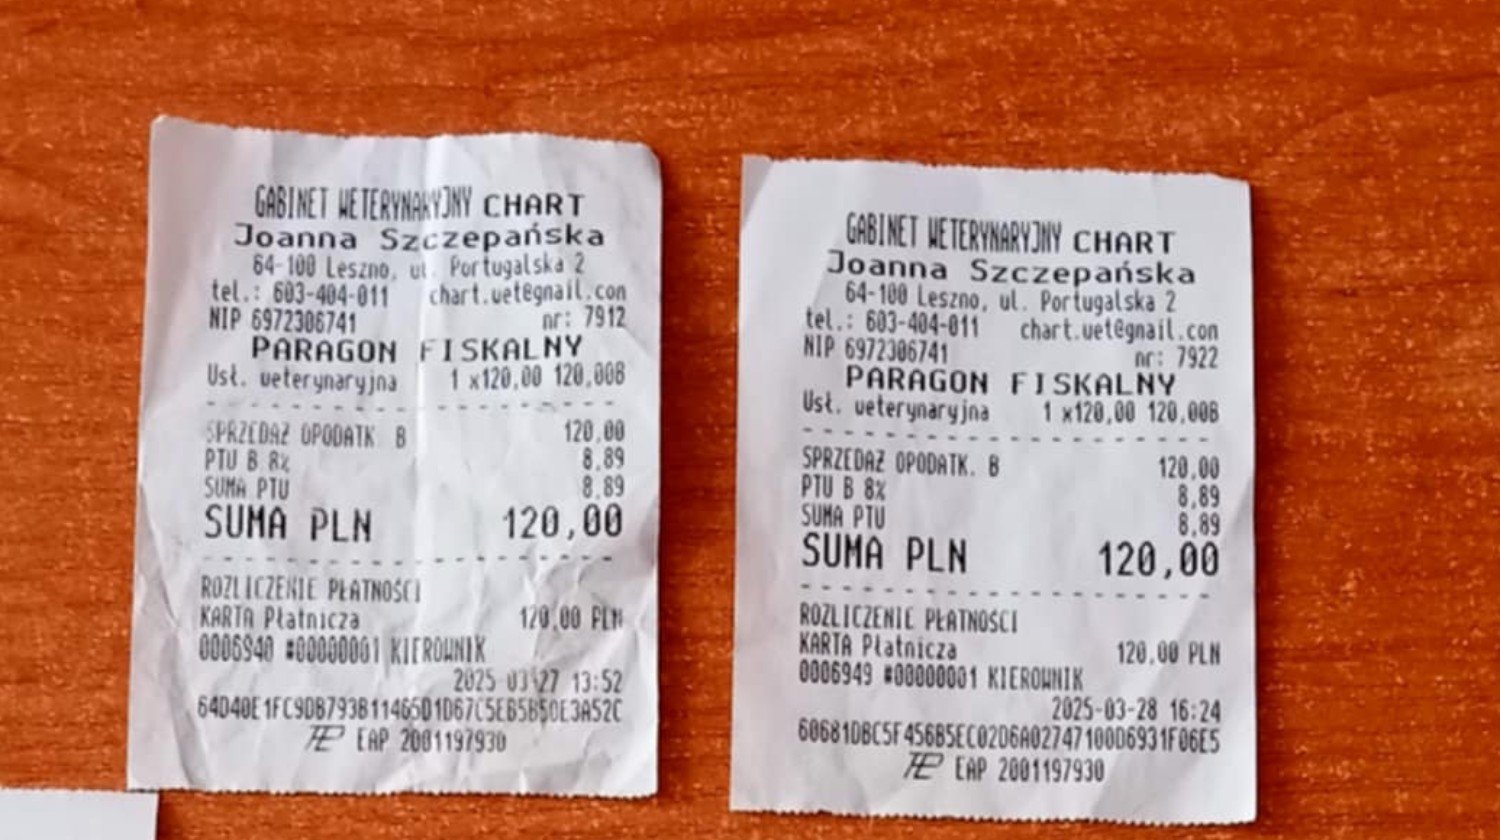 GABINET WETERYNARYJNY CHART
Joanna Szczepańska
64-100 Leszno, ul. Portugalska 2
tel.: 603-404-011 chart.vet@gmail.com
NIP 6972306741 nr: 7912
PARAGON FISKALNY
Usł. weterynaryjna 1 x120,00 120,00B
SPRZEDAŻ OPODATK. B 120,00
PTU B 8% 8,89
SUMA PTU 8,89
SUMA PLN 120,00
ROZLICZENIE PŁATNOŚCI
KARTA Płatnicza 120,00 PLN
0006940 #00000001 KIEROWNIK
2025-03-27 13:52
EAP 2001197930
GABINET WETERYNARYJNY CHART
Joanna Szczepańska
64-100 Leszno, ul. Portugalska 2
tel.: 603-404-011 chart.vet@gmail.com
NIP 6972306741 nr: 7922
PARAGON FISKALNY
Usł. weterynaryjna 1 x120,00 120,00B
SPRZEDAŻ OPODATK. B 120,00
PTU B 8% 8,89
SUMA PTU 8,89
SUMA PLN 120,00
ROZLICZENIE PŁATNOŚCI
KARTA Płatnicza 120,00 PLN
0006949 #00000001 KIEROWNIK
2025-03-28 16:24
60681DBC5F456B5EC02D6A02747100D6931F06E5
EAP 2001197930